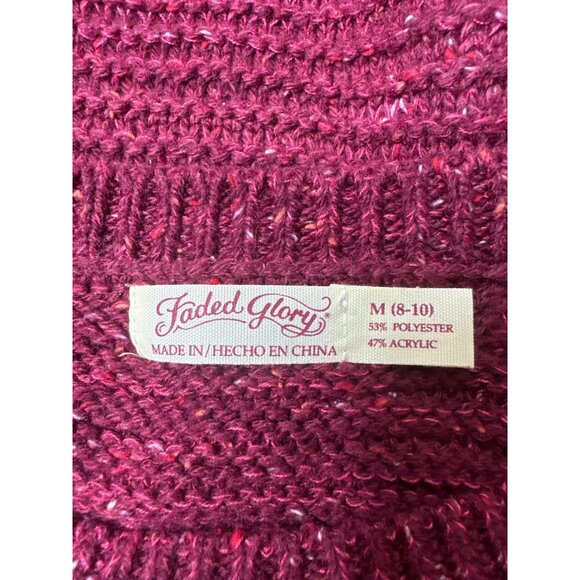 Faded Glory®
MADE IN/HECHO EN CHINA
M (8-10)
53% POLYESTER
47% ACRYLIC